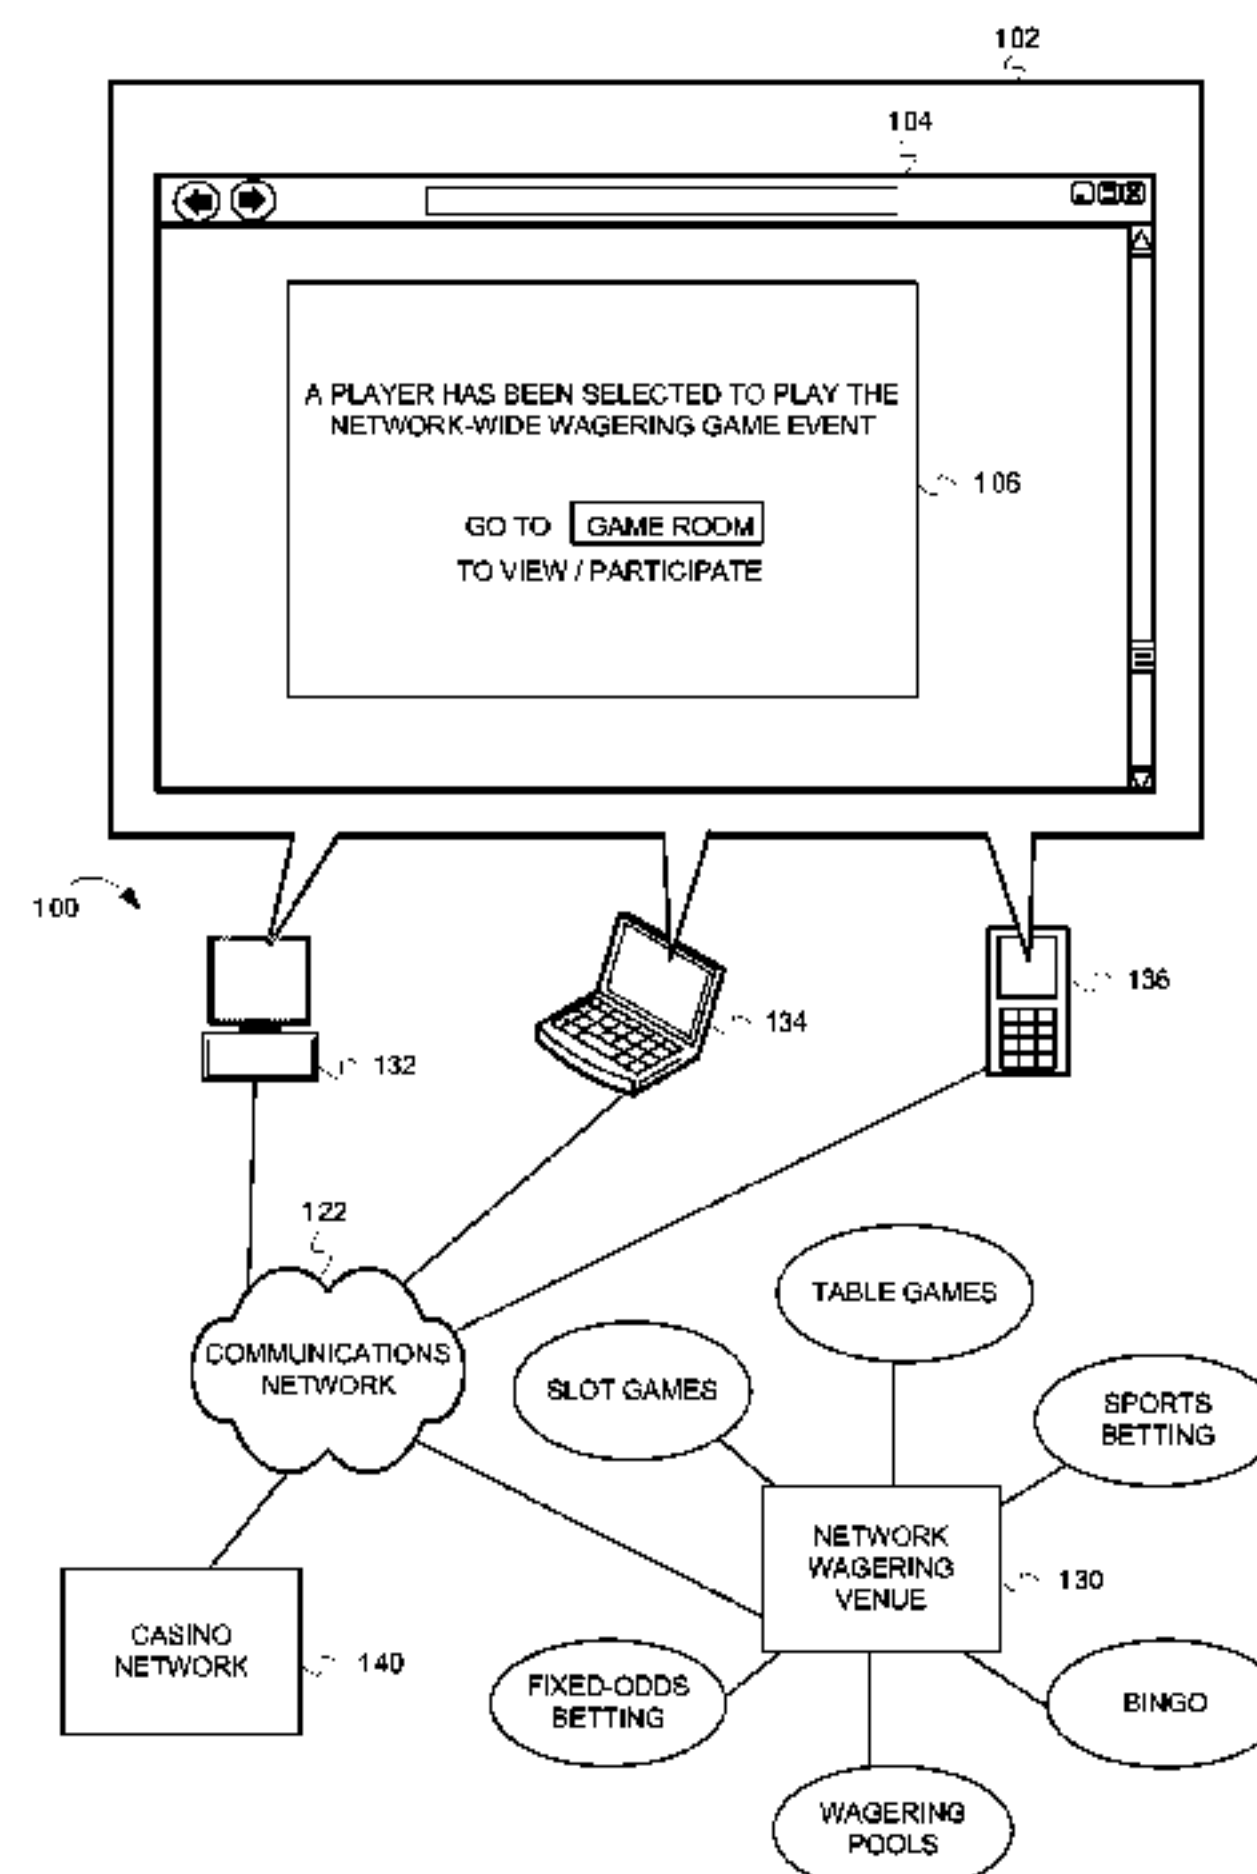 102
104
A PLAYER HAS BEEN SELECTED TO PLAY THE
NETWORK-WIDE WAGERING GAME EVENT
106
GO TO GAME ROOM
TO VIEW / PARTICIPATE
100
136
134
132
122
TABLE GAMES
COMMUNICATIONS
NETWORK
SLOT GAMES
SPORTS
BETTING
NETWORK
WAGERING
VENUE
130
CASINO
NETWORK
140
FIXED-ODDS
BETTING
BINGO
WAGERING
POOLS